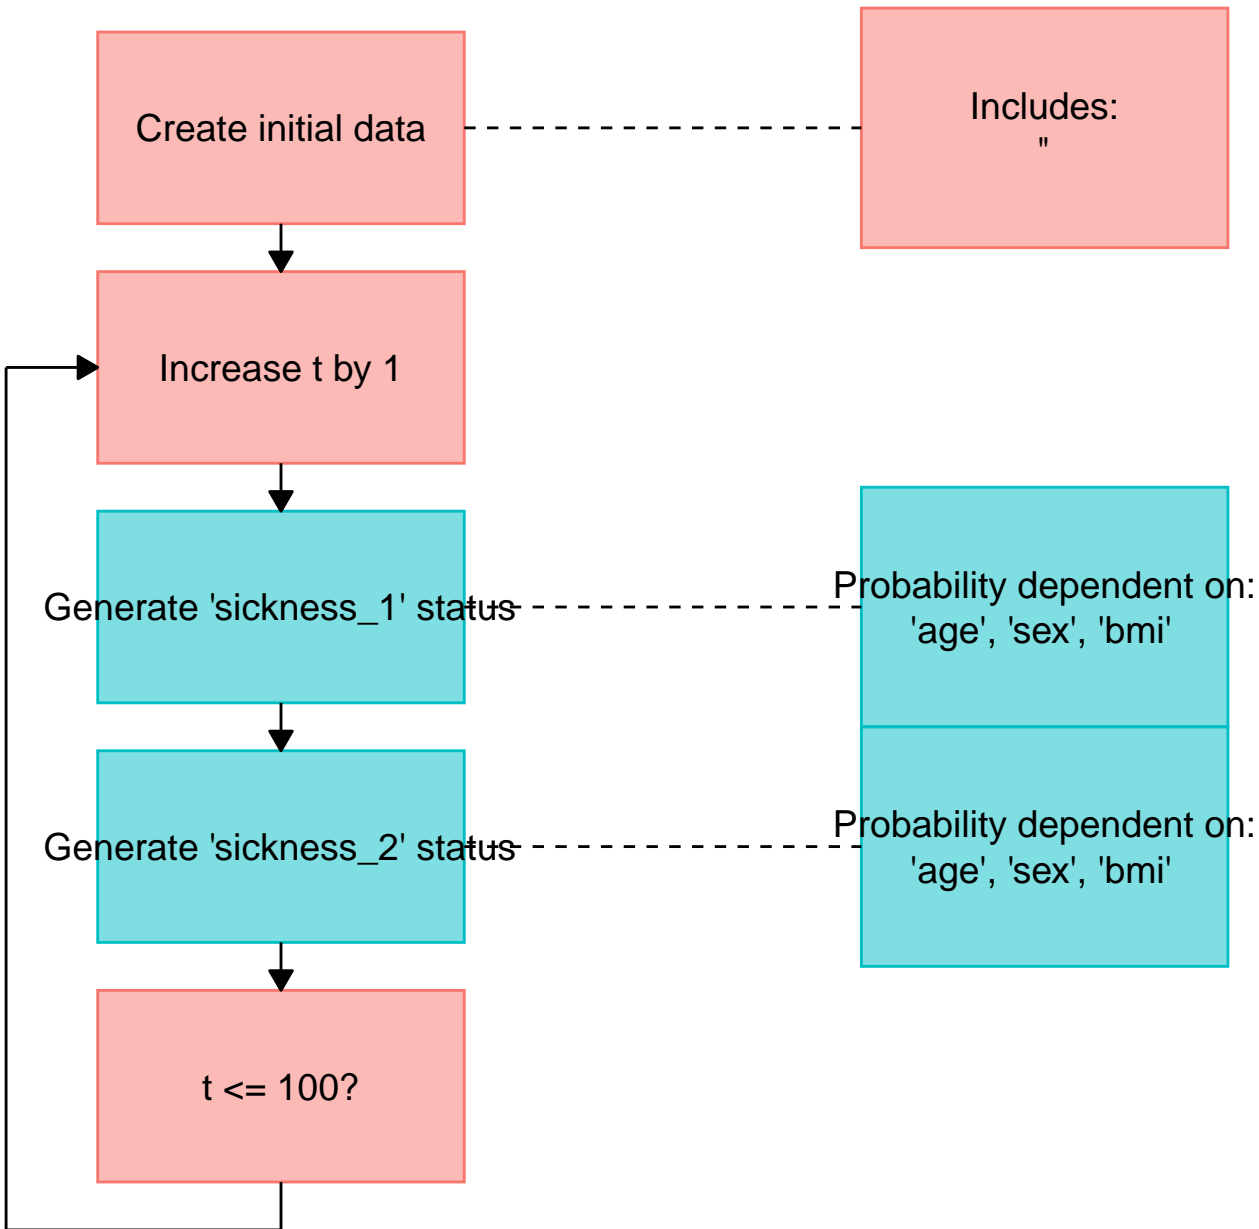 Create initial data
Includes:
''
Increase t by 1
Generate 'sickness_1' status
Probability dependent on:
'age', 'sex', 'bmi'
Generate 'sickness_2' status
Probability dependent on:
'age', 'sex', 'bmi'
t <= 100?